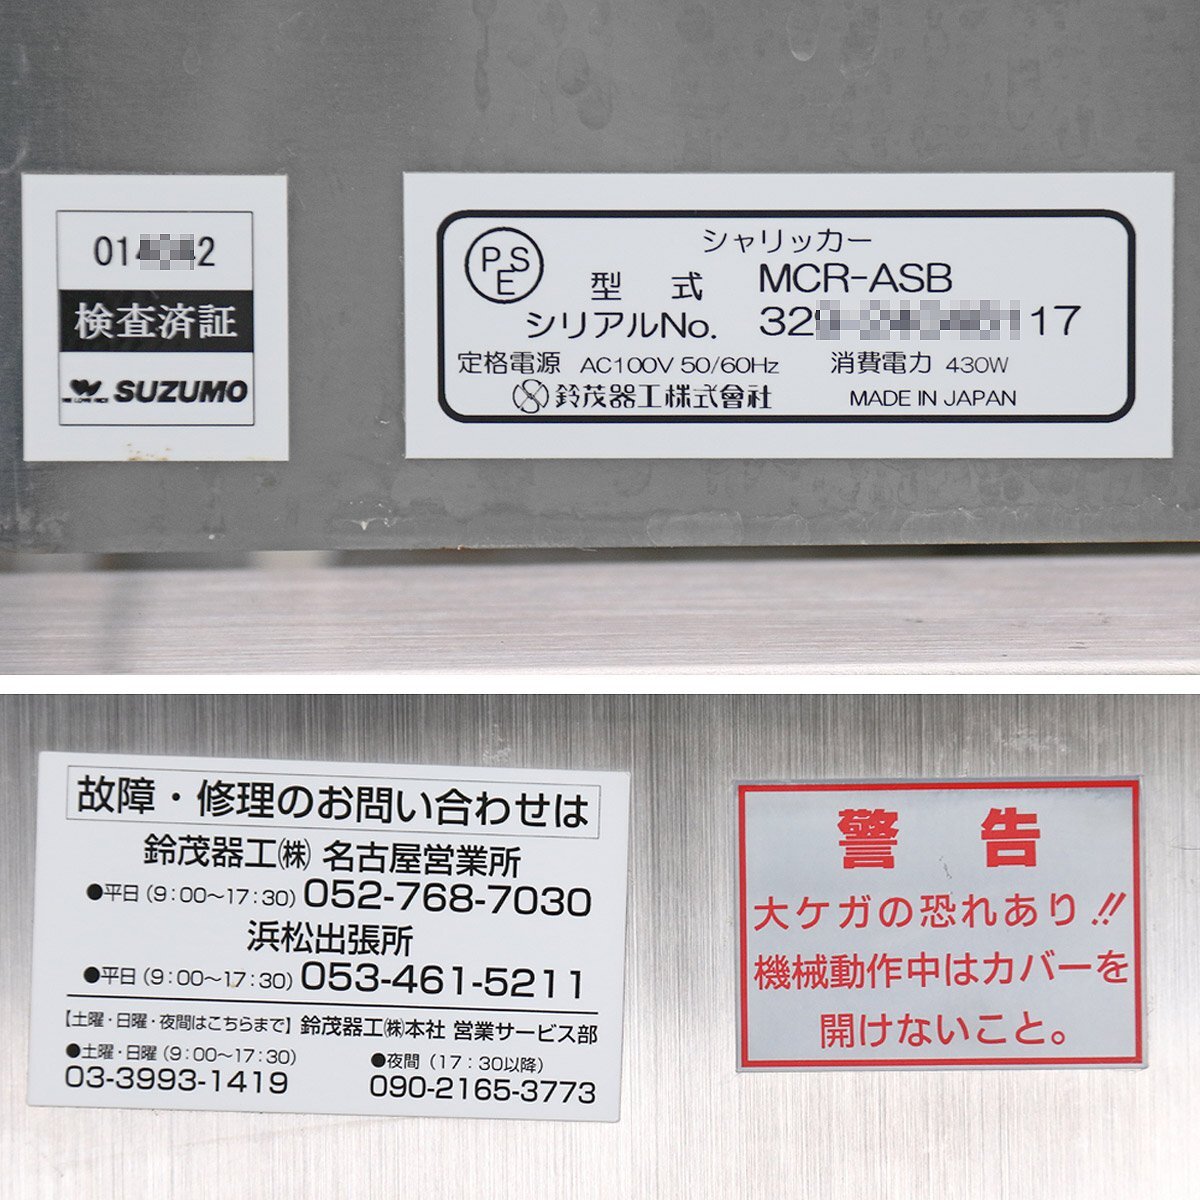 検査済証
SUZUMO
PSE
シャリッカー
型式 MCR-ASB
シリアルNo.
定格電源 AC100V 50/60Hz 消費電力 430W
鈴茂器工株式會社 MADE IN JAPAN
故障・修理のお問い合わせは
鈴茂器工㈱ 名古屋営業所
●平日（9：00～17：30）052-768-7030
浜松出張所
●平日（9：00～17：30）053-461-5211
【土曜・日曜・夜間はこちらまで】鈴茂器工㈱本社 営業サービス部
●土曜・日曜（9：00～17：30）
03-3993-1419
●夜間（17：30以降）
090-2165-3773
警告
大ケガの恐れあり!!
機械動作中はカバーを
開けないこと。